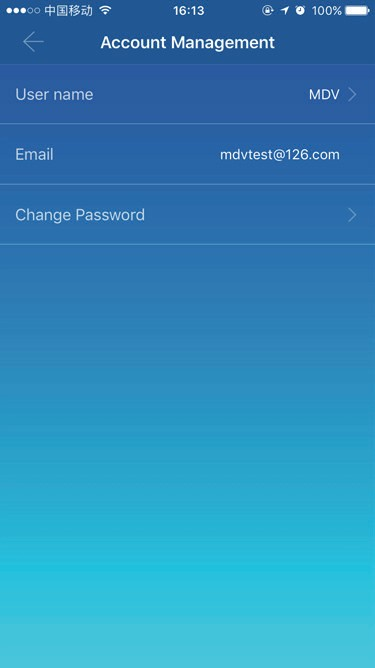 中国移动 16:13 100%
Account Management
User name MDV
Email mdvtest@126.com
Change Password